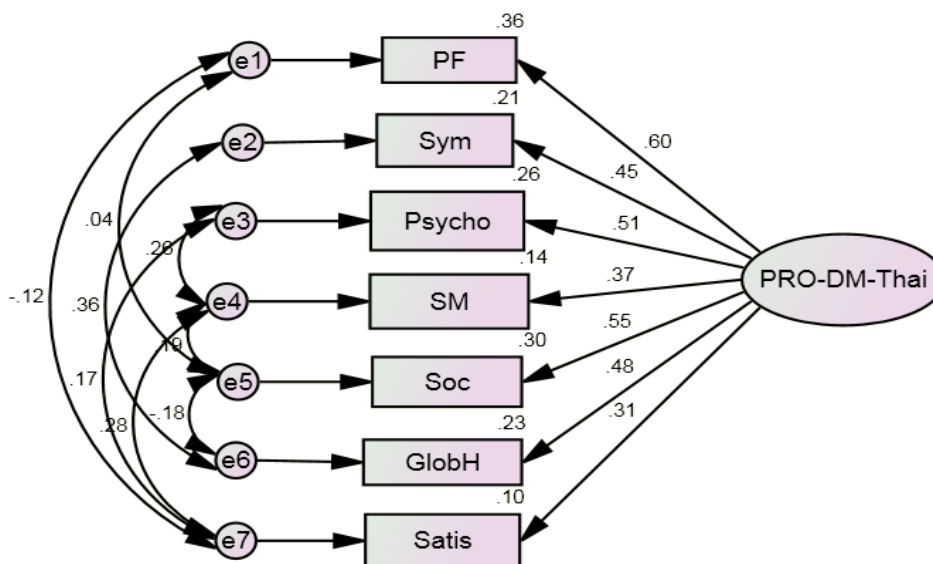 .36
e1
PF
.21
.60
e2
Sym
.26
.45
e3
Psycho
.51
.04
.26
.14
PRO-DM-Thai
-.12
e4
SM
.37
.36
.19
.30
.55
.17
e5
Soc
.48
.28
-.18
.23
.31
e6
GlobH
.10
e7
Satis